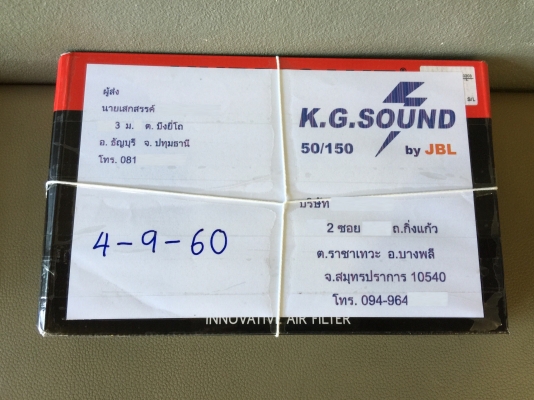 ผู้ส่ง
นายเสกสรรค์
3 ม. ต. บึงยี่โถ
อ. ธัญบุรี จ. ปทุมธานี
โทร. 081
4-9-60
K.G.SOUND
50/150 by JBL
บริษัท
2 ซอย ถ.กิ่งแก้ว
ต.ราชาเทวะ อ.บางพลี
จ.สมุทรปราการ 10540
โทร. 094-964
INNOVATIVE AIR FILTER